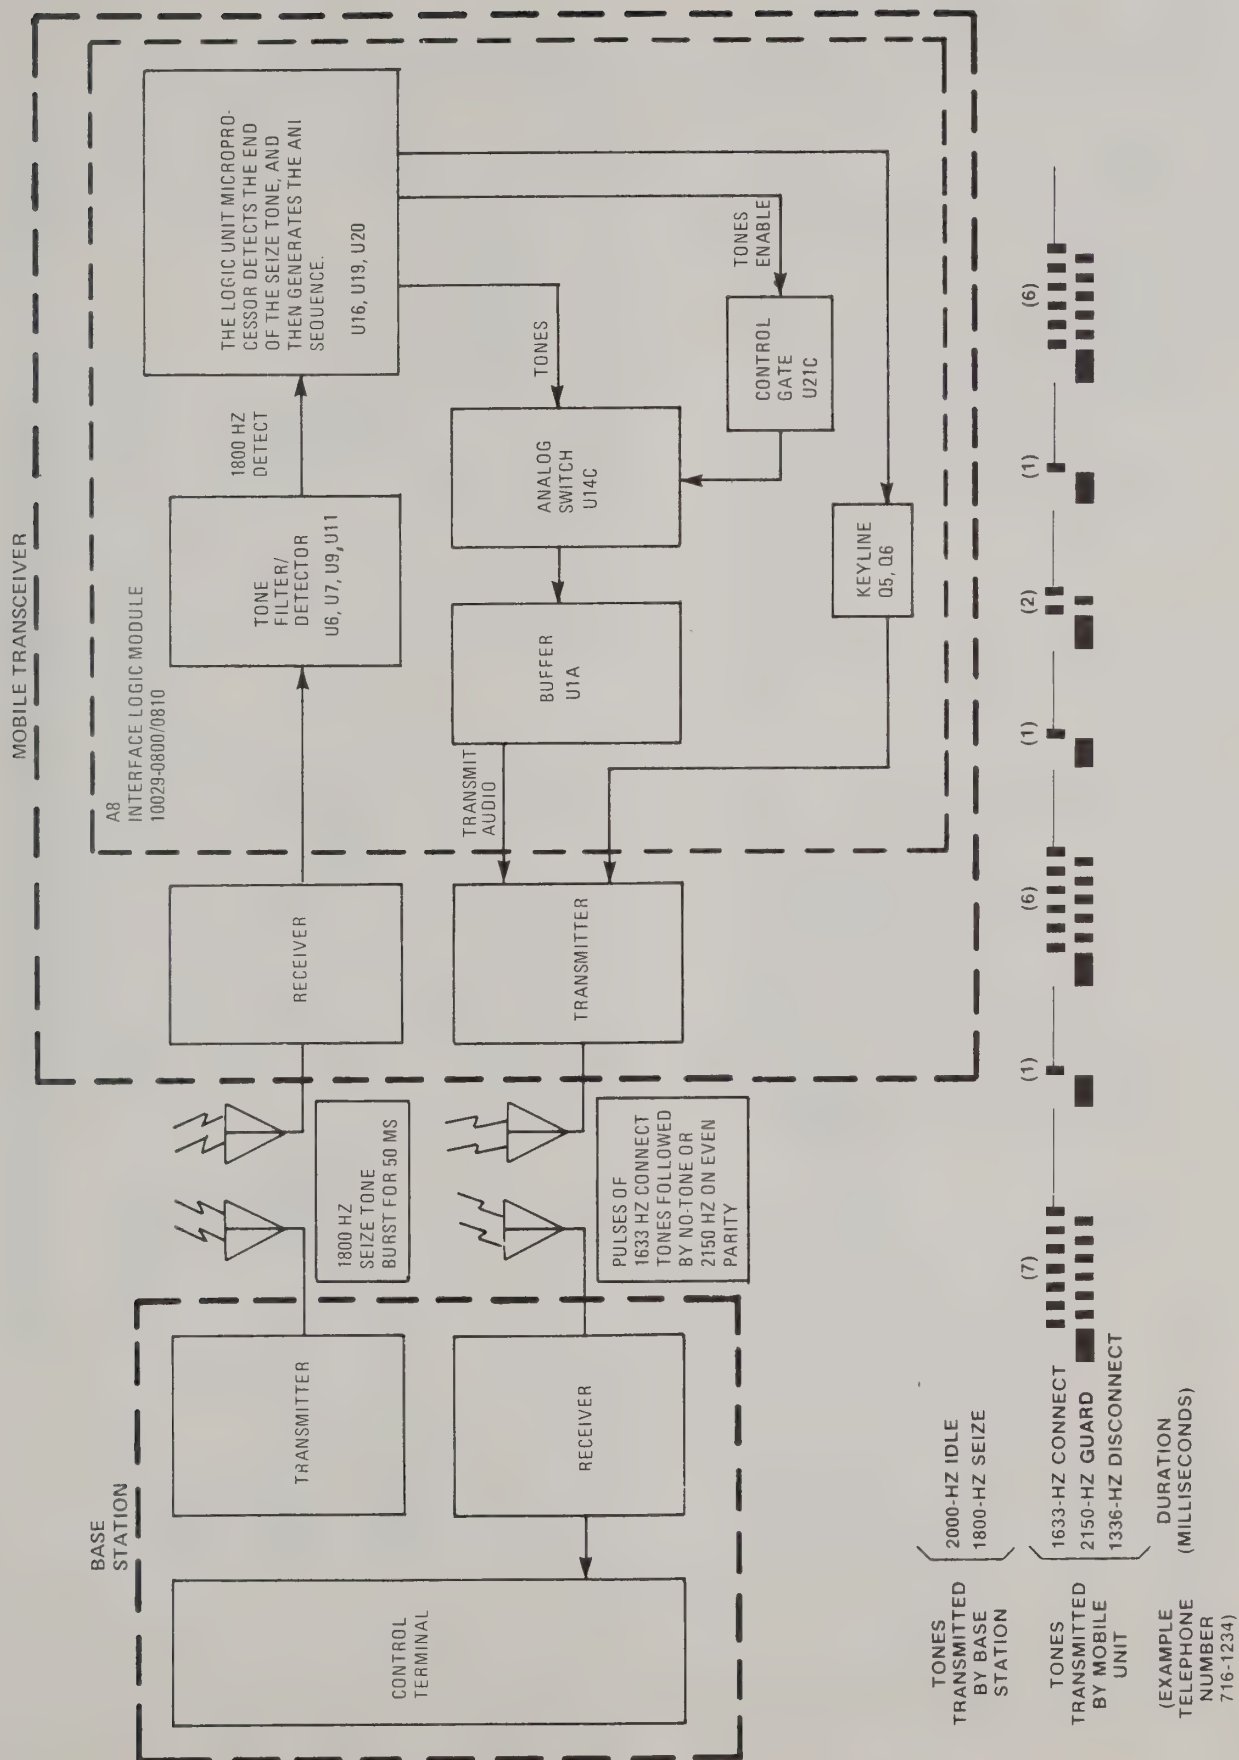 MOBILE TRANSCEIVER
A8
INTERFACE LOGIC MODULE
10029-0800/0810
THE LOGIC UNIT MICROPRO-
CESSOR DETECTS THE END
OF THE SEIZE TONE, AND
THEN GENERATES THE ANI
SEQUENCE.
U16, U19, U20
1800 HZ
DETECT
TONE
FILTER/
DETECTOR
U6, U7, U9, U11
RECEIVER
TONES
TONES
ENABLE
ANALOG
SWITCH
U14C
CONTROL
GATE
U21C
BUFFER
U1A
KEYLINE
Q5, Q6
TRANSMIT
AUDIO
TRANSMITTER
1800 HZ
SEIZE TONE
BURST FOR 50 MS
PULSES OF
1633 HZ CONNECT
TONES FOLLOWED
BY NO-TONE OR
2150 HZ ON EVEN
PARITY
BASE
STATION
TRANSMITTER
RECEIVER
CONTROL
TERMINAL
TONES
TRANSMITTED
BY BASE
STATION
2000-HZ IDLE
1800-HZ SEIZE
TONES
TRANSMITTED
BY MOBILE
UNIT
1633-HZ CONNECT
2150-HZ GUARD
1336-HZ DISCONNECT
(7)
(1)
(6)
(1)
(2)
(1)
(6)
(EXAMPLE
TELEPHONE
NUMBER
716-1234)
DURATION
(MILLISECONDS)